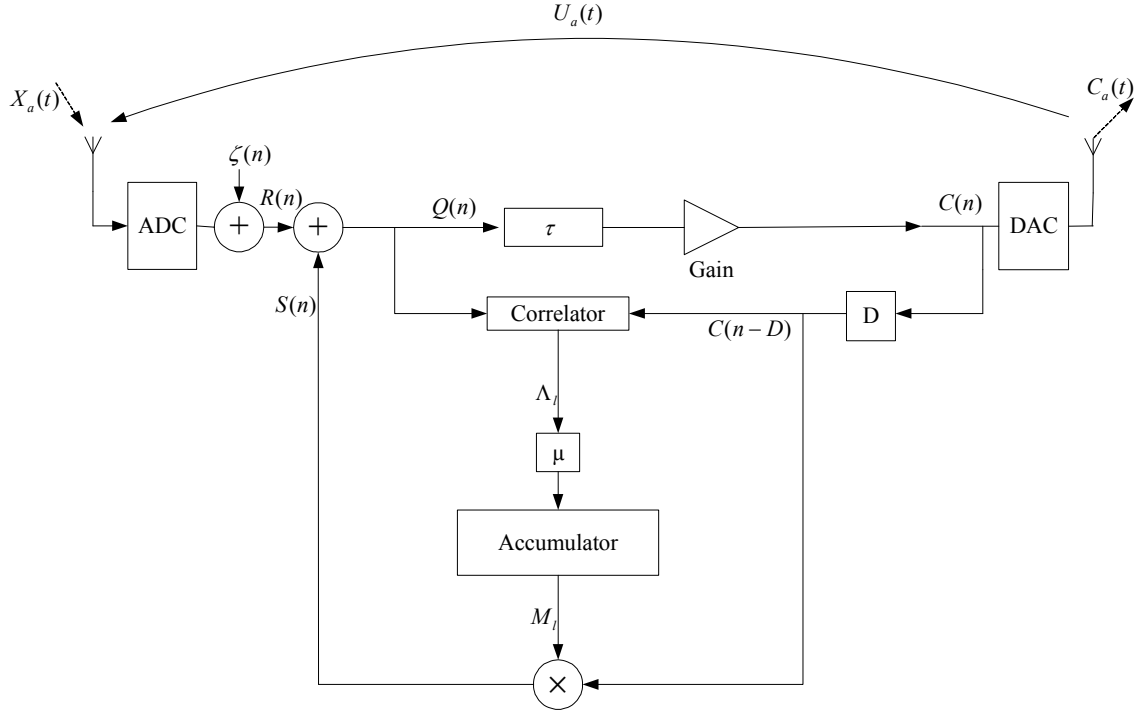 U_a(t)
X_a(t)
C_a(t)
ζ(n)
ADC
R(n)
Q(n)
τ
Gain
C(n)
DAC
S(n)
Correlator
C(n − D)
D
Λ_l
μ
Accumulator
M_l